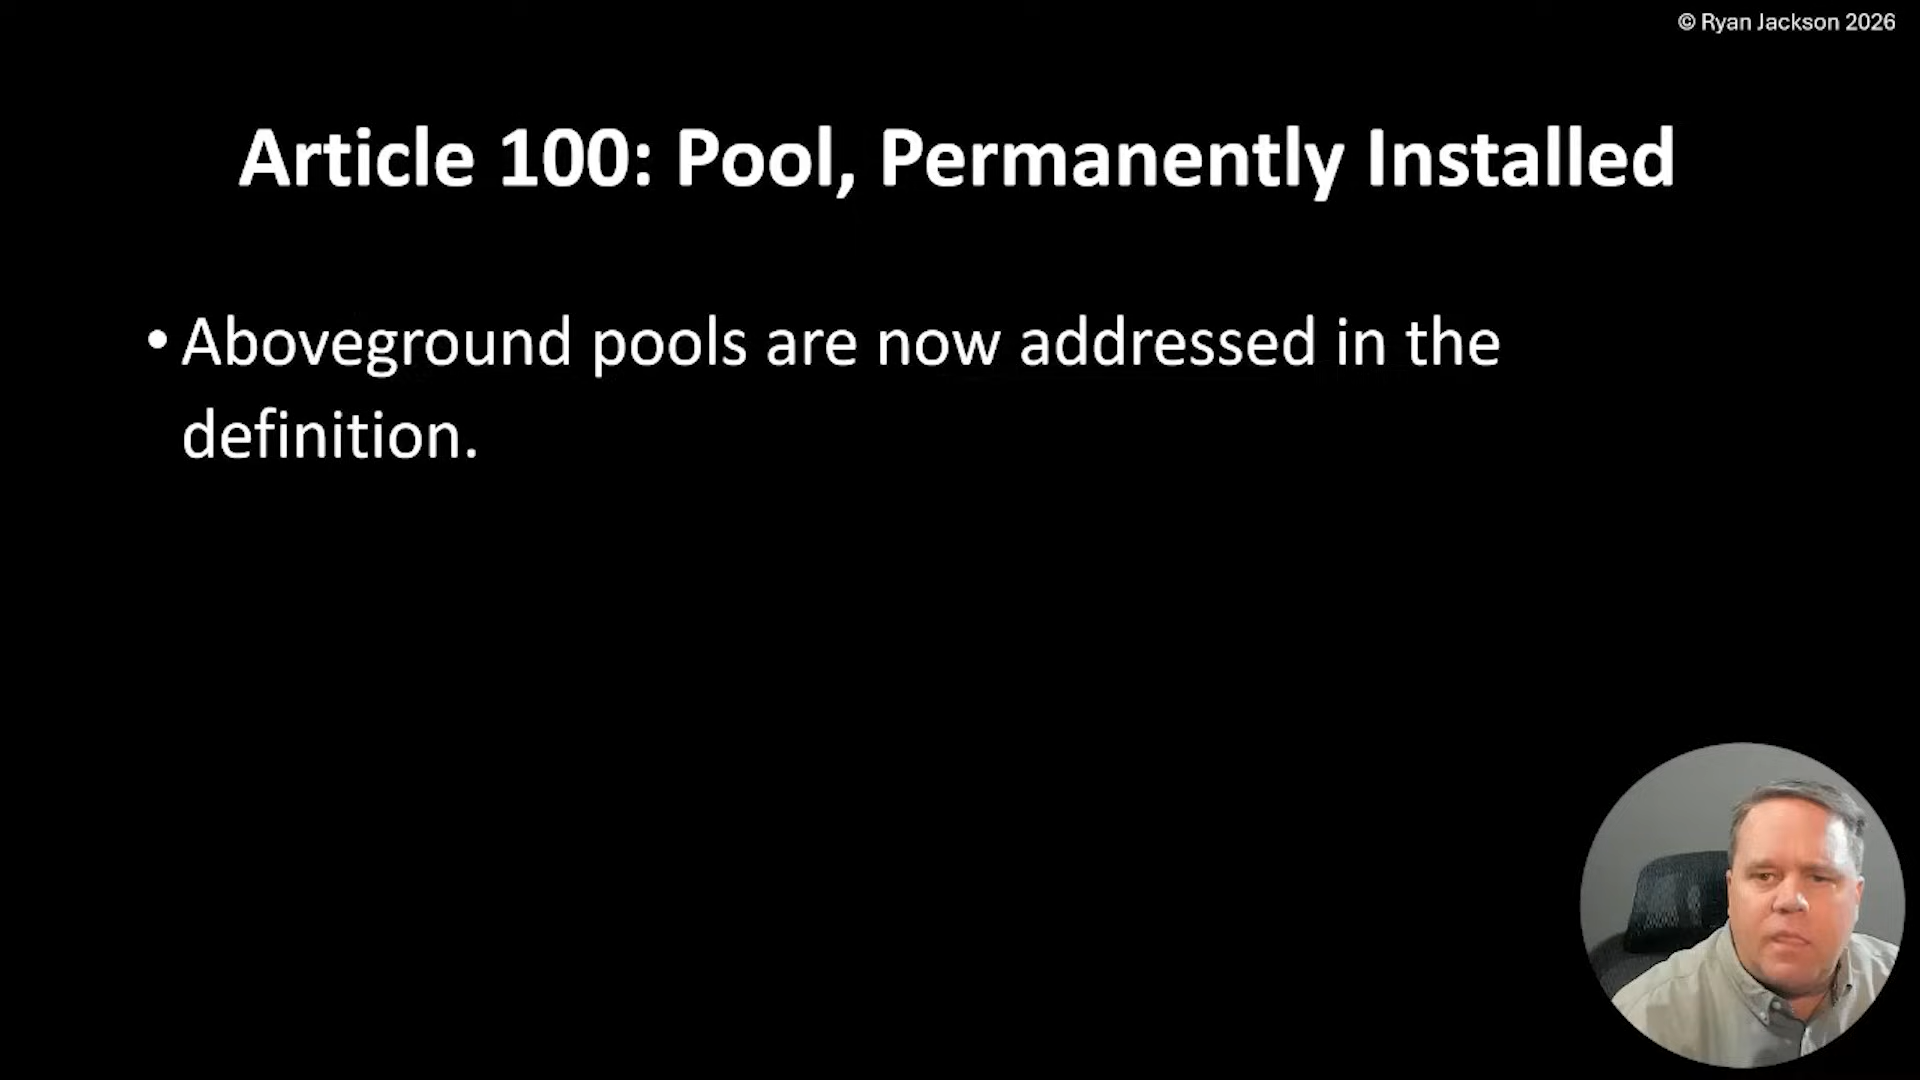 © Ryan Jackson 2026
Article 100: Pool, Permanently Installed
• Aboveground pools are now addressed in the
definition.